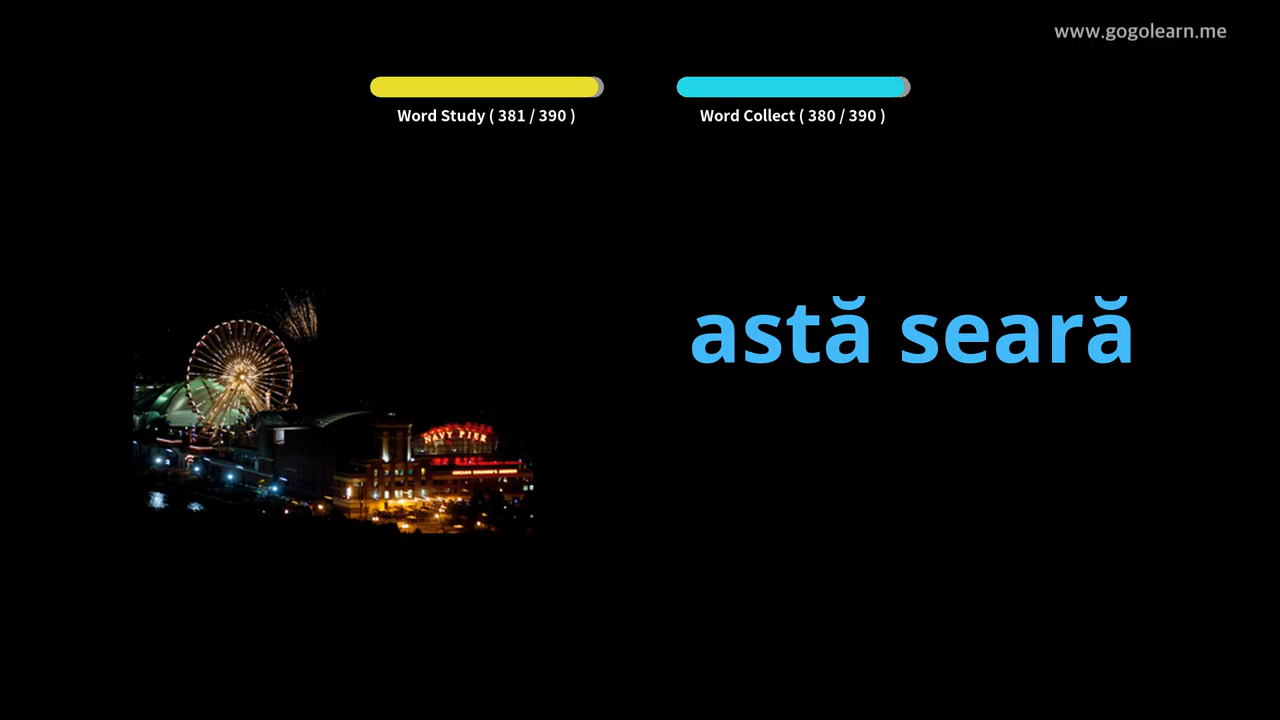 www.gogolearn.me
Word Study ( 381 / 390 )
Word Collect ( 380 / 390 )
astă seară
NAVY PIER